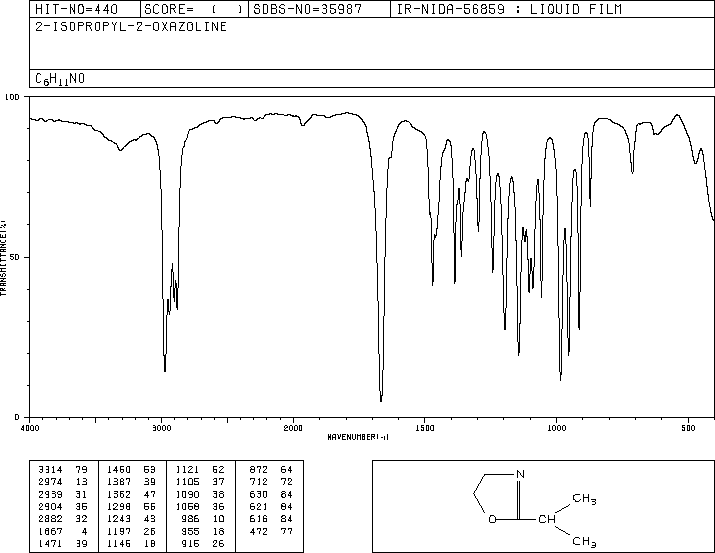 HIT-NO=440 SCORE= ( ) SDBS-NO=35987 IR-NIDA-56859 : LIQUID FILM
2-ISOPROPYL-2-OXAZOLINE
C6H11NO
100
TRANSMITTANCE(%)
50
0
4000 3000 2000 1500 1000 500
WAVENUMBER(-1)
3314 79 1460 53 1121 52 872 64
2974 13 1387 39 1105 37 712 72
2939 31 1362 47 1090 38 630 84
2904 35 1298 55 1058 36 621 84
2882 32 1243 43 986 10 616 84
1667 4 1197 26 955 18 472 77
1471 39 1146 18 915 26
N
CH3
O CH
CH3